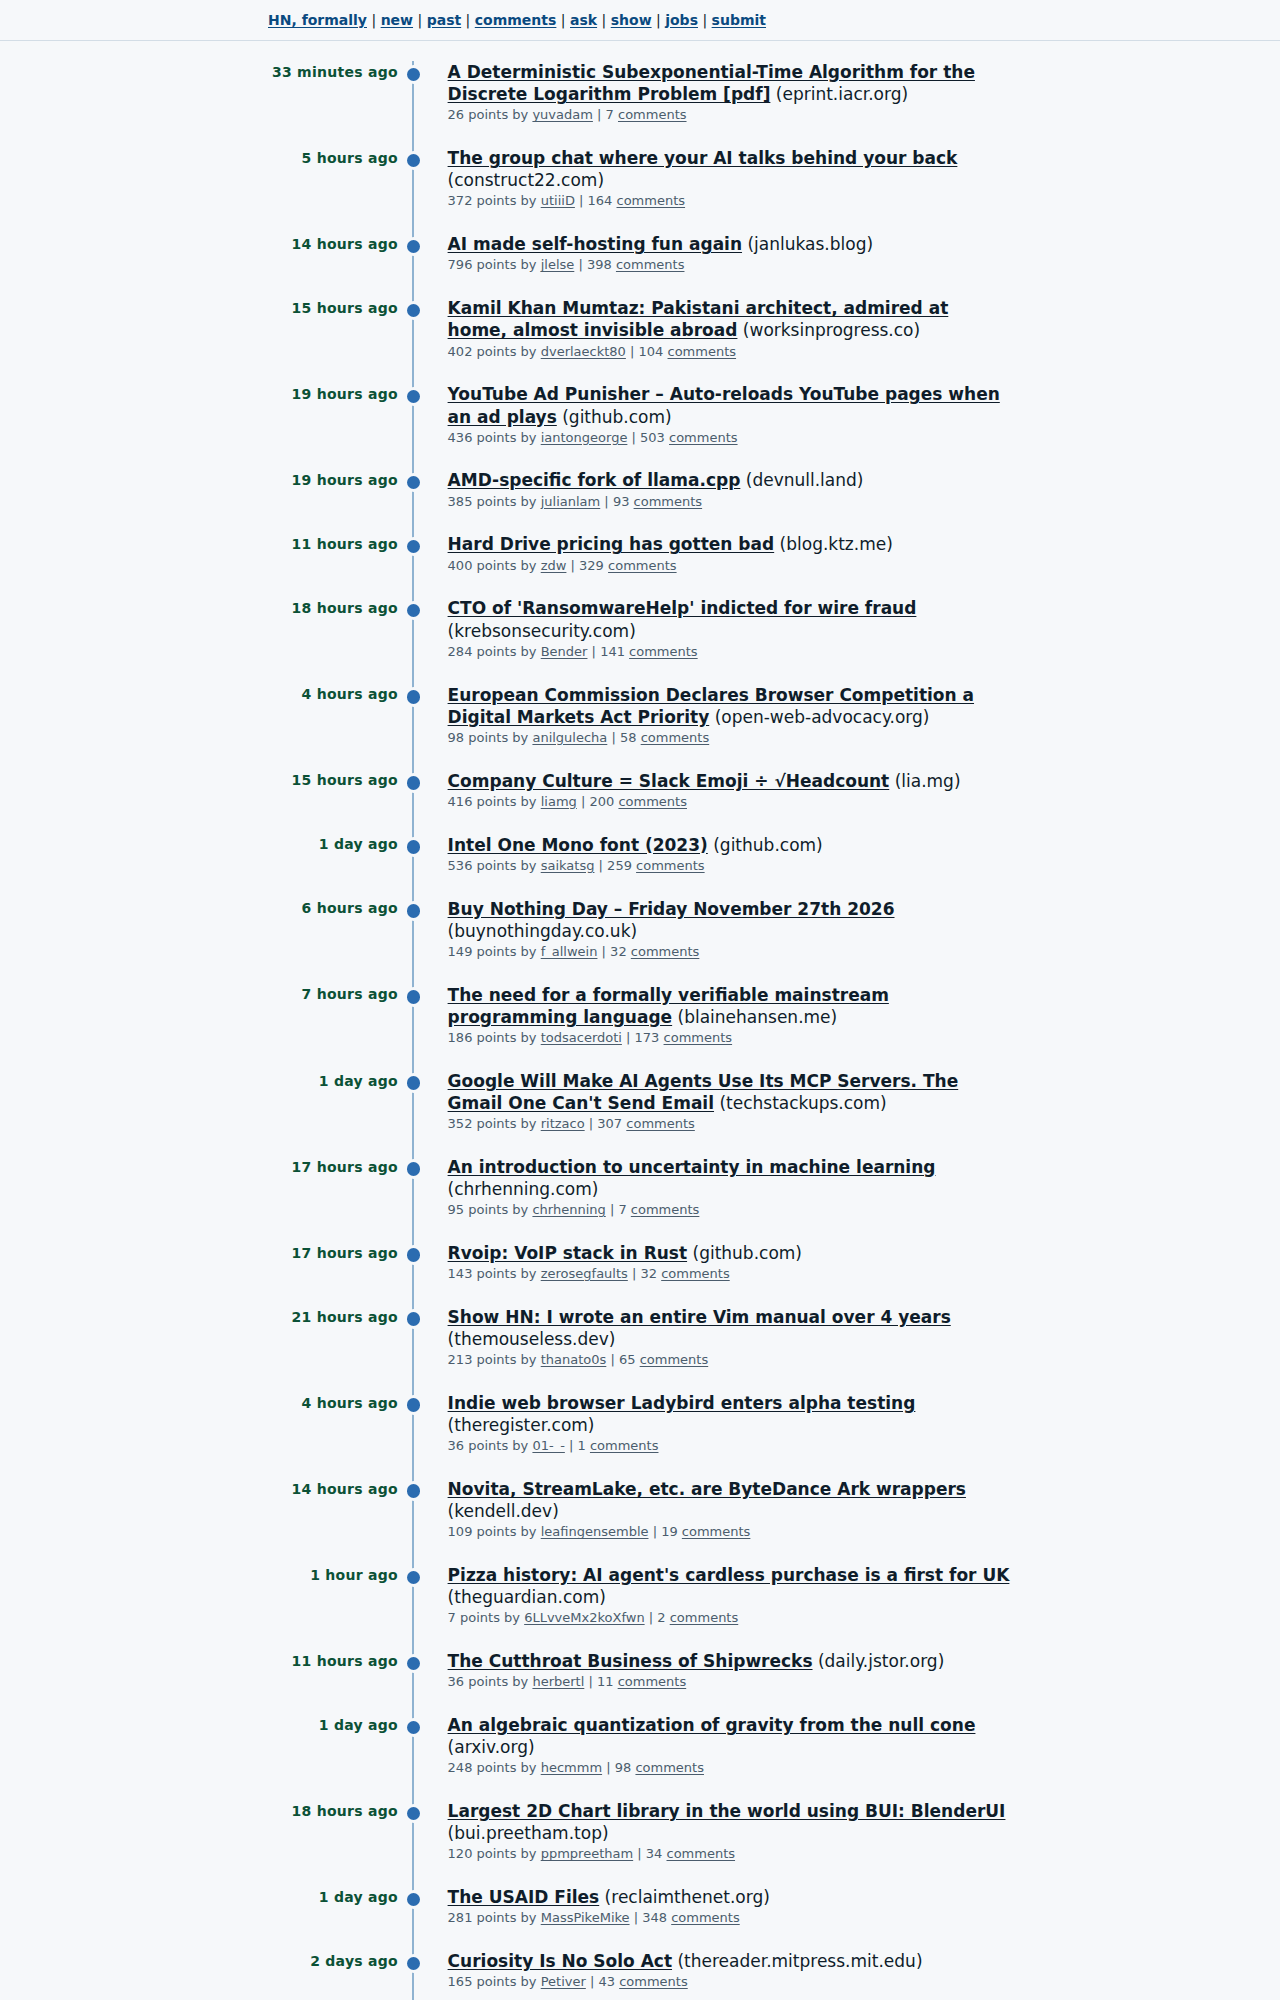 HN, formally | new | past | comments | ask | show | jobs | submit
33 minutes ago
A Deterministic Subexponential-Time Algorithm for the
Discrete Logarithm Problem [pdf] (eprint.iacr.org)
26 points by yuvadam | 7 comments
5 hours ago
The group chat where your AI talks behind your back
(construct22.com)
372 points by utiiiD | 164 comments
14 hours ago
AI made self-hosting fun again (janlukas.blog)
796 points by jlelse | 398 comments
15 hours ago
Kamil Khan Mumtaz: Pakistani architect, admired at
home, almost invisible abroad (worksinprogress.co)
402 points by dverlaeckt80 | 104 comments
19 hours ago
YouTube Ad Punisher – Auto-reloads YouTube pages when
an ad plays (github.com)
436 points by iantongeorge | 503 comments
19 hours ago
AMD-specific fork of llama.cpp (devnull.land)
385 points by julianlam | 93 comments
11 hours ago
Hard Drive pricing has gotten bad (blog.ktz.me)
400 points by zdw | 329 comments
18 hours ago
CTO of 'RansomwareHelp' indicted for wire fraud
(krebsonsecurity.com)
284 points by Bender | 141 comments
4 hours ago
European Commission Declares Browser Competition a
Digital Markets Act Priority (open-web-advocacy.org)
98 points by anilgulecha | 58 comments
15 hours ago
Company Culture = Slack Emoji ÷ √Headcount (lia.mg)
416 points by liamg | 200 comments
1 day ago
Intel One Mono font (2023) (github.com)
536 points by saikatsg | 259 comments
6 hours ago
Buy Nothing Day – Friday November 27th 2026
(buynothingday.co.uk)
149 points by f_allwein | 32 comments
7 hours ago
The need for a formally verifiable mainstream
programming language (blainehansen.me)
186 points by todsacerdoti | 173 comments
1 day ago
Google Will Make AI Agents Use Its MCP Servers. The
Gmail One Can't Send Email (techstackups.com)
352 points by ritzaco | 307 comments
17 hours ago
An introduction to uncertainty in machine learning
(chrhenning.com)
95 points by chrhenning | 7 comments
17 hours ago
Rvoip: VoIP stack in Rust (github.com)
143 points by zerosegfaults | 32 comments
21 hours ago
Show HN: I wrote an entire Vim manual over 4 years
(themouseless.dev)
213 points by thanato0s | 65 comments
4 hours ago
Indie web browser Ladybird enters alpha testing
(theregister.com)
36 points by 01-_- | 1 comments
14 hours ago
Novita, StreamLake, etc. are ByteDance Ark wrappers
(kendell.dev)
109 points by leafingensemble | 19 comments
1 hour ago
Pizza history: AI agent's cardless purchase is a first for UK
(theguardian.com)
7 points by 6LLvveMx2koXfwn | 2 comments
11 hours ago
The Cutthroat Business of Shipwrecks (daily.jstor.org)
36 points by herbertl | 11 comments
1 day ago
An algebraic quantization of gravity from the null cone
(arxiv.org)
248 points by hecmmm | 98 comments
18 hours ago
Largest 2D Chart library in the world using BUI: BlenderUI
(bui.preetham.top)
120 points by ppmpreetham | 34 comments
1 day ago
The USAID Files (reclaimthenet.org)
281 points by MassPikeMike | 348 comments
2 days ago
Curiosity Is No Solo Act (thereader.mitpress.mit.edu)
165 points by Petiver | 43 comments